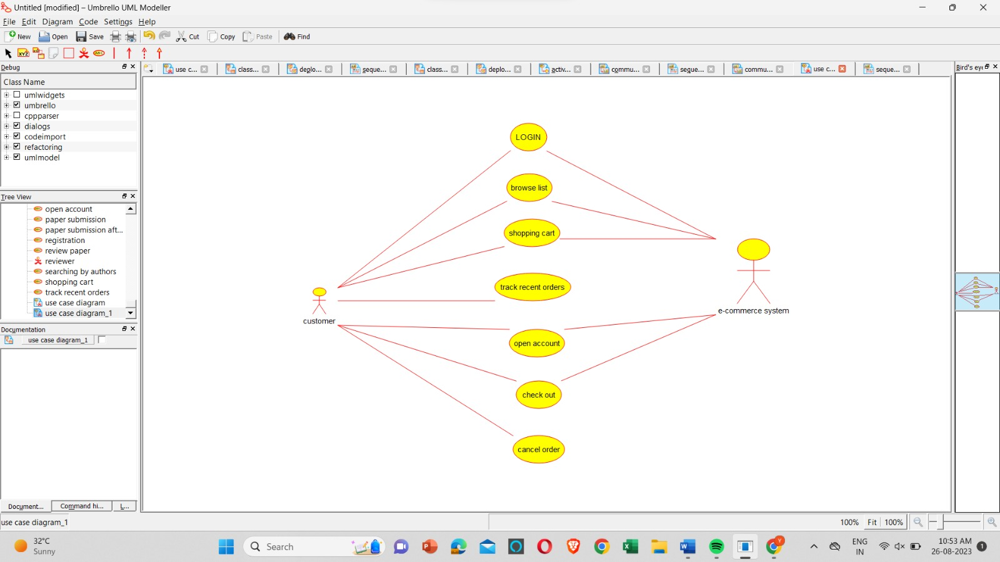 Untitled [modified] – Umbrello UML Modeller
File Edit Diagram Code Settings Help
New Open Save Cut Copy Paste Find
XYZ ABC
Debug
Class Name
umlwidgets
umbrello
cppparser
dialogs
codeimport
refactoring
umlmodel
Tree View
open account
paper submission
paper submission aft...
registration
review paper
reviewer
searching by authors
shopping cart
track recent orders
use case diagram
use case diagram_1
Documentation
use case diagram_1
Document... Command hi... L...
use case diagram_1
use c... class... deplo... seque... class... deplo... activ... commu... seque... commu... use c... seque...
Bird's eye
LOGIN
browse list
shopping cart
track recent orders
open account
check out
cancel order
customer
e-commerce system
100% Fit 100%
32°C
Sunny
Search
ENG
IN
10:53 AM
26-08-2023
1